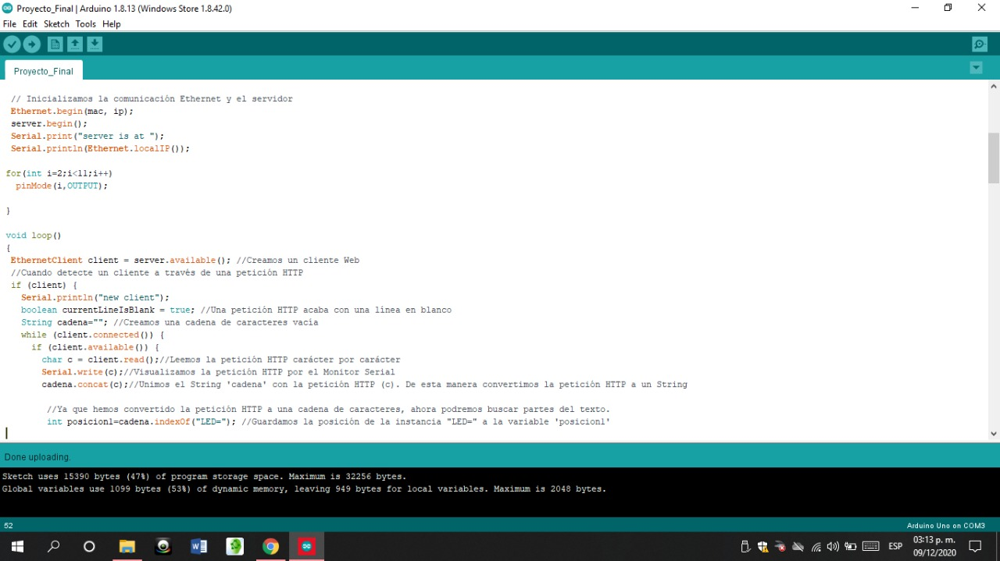 Proyecto_Final | Arduino 1.8.13 (Windows Store 1.8.42.0)
File Edit Sketch Tools Help
Proyecto_Final
// Inicializamos la comunicación Ethernet y el servidor
Ethernet.begin(mac, ip);
server.begin();
Serial.print("server is at ");
Serial.println(Ethernet.localIP());
for(int i=2;i<11;i++)
pinMode(i,OUTPUT);
}
void loop()
{
EthernetClient client = server.available(); //Creamos un cliente Web
//Cuando detecte un cliente a través de una petición HTTP
if (client) {
Serial.println("new client");
boolean currentLineIsBlank = true; //Una petición HTTP acaba con una línea en blanco
String cadena=""; //Creamos una cadena de caracteres vacía
while (client.connected()) {
if (client.available()) {
char c = client.read();//Leemos la petición HTTP carácter por carácter
Serial.write(c);//Visualizamos la petición HTTP por el Monitor Serial
cadena.concat(c);//Unimos el String 'cadena' con la petición HTTP (c). De esta manera convertimos la petición HTTP a un String
//Ya que hemos convertido la petición HTTP a una cadena de caracteres, ahora podremos buscar partes del texto.
int posicion1=cadena.indexOf("LED="); //Guardamos la posición de la instancia "LED=" a la variable 'posicion1'
Done uploading.
Sketch uses 15390 bytes (47%) of program storage space. Maximum is 32256 bytes.
Global variables use 1099 bytes (53%) of dynamic memory, leaving 949 bytes for local variables. Maximum is 2048 bytes.
52
Arduino Uno on COM3
ESP
03:13 p. m.
09/12/2020